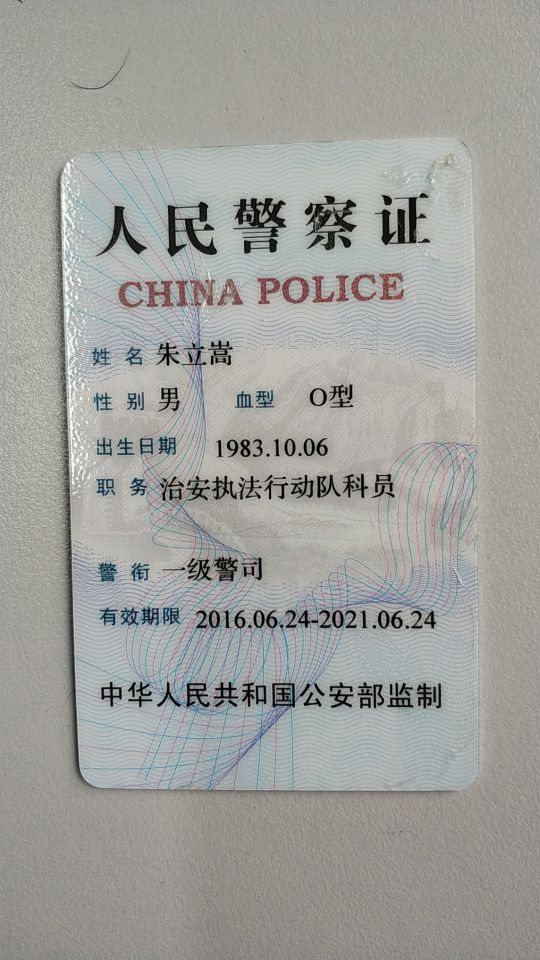 人民警察证
CHINA POLICE
姓名 朱立嵩
性别 男 血型 O型
出生日期 1983.10.06
职务 治安执法行动队科员
警衔 一级警司
有效期限 2016.06.24-2021.06.24
中华人民共和国公安部监制